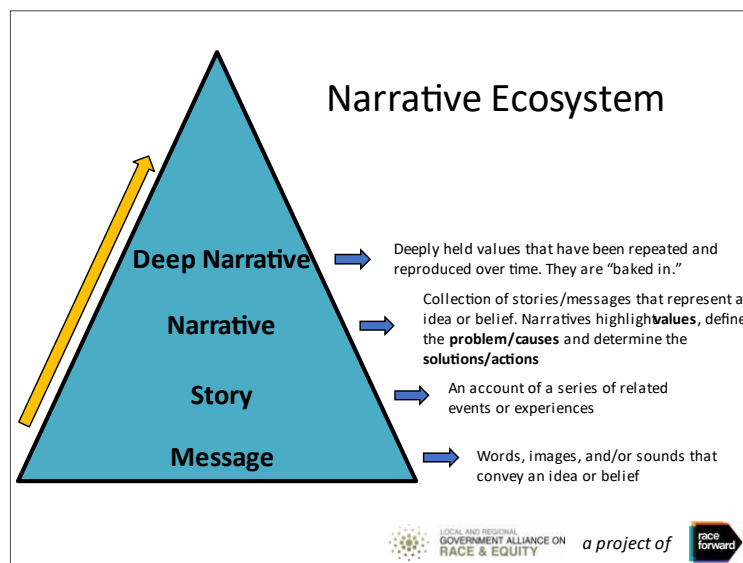 Narrative Ecosystem
Deep Narrative
Deeply held values that have been repeated and
reproduced over time. They are “baked in.”
Narrative
Collection of stories/messages that represent a
idea or belief. Narratives highlight values, define
the problem/causes and determine the
solutions/actions
Story
An account of a series of related
events or experiences
Message
Words, images, and/or sounds that
convey an idea or belief
LOCAL AND REGIONAL
GOVERNMENT ALLIANCE ON
RACE & EQUITY
a project of
race
forward